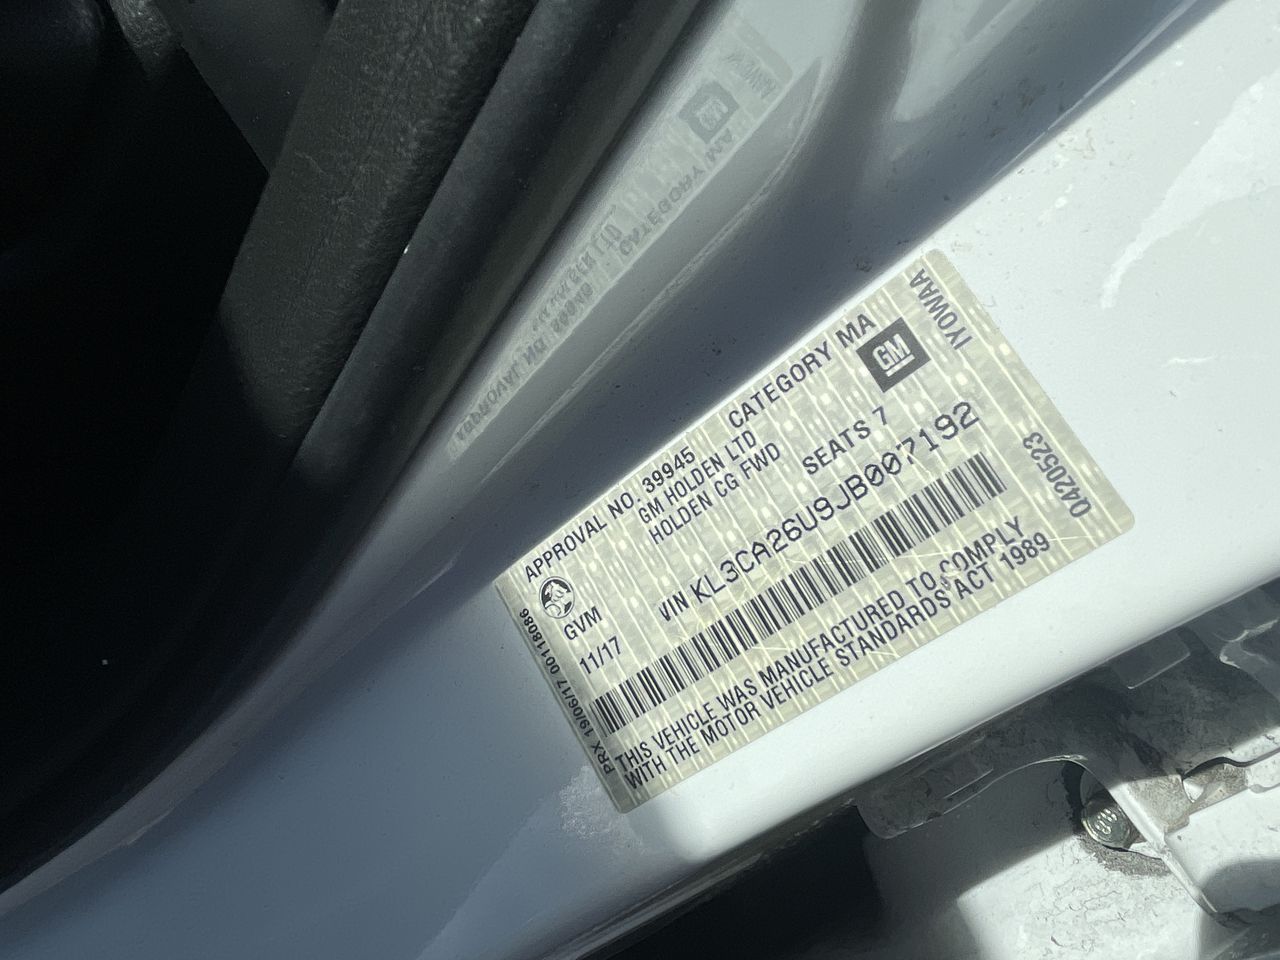 APPROVAL NO. 39945 CATEGORY MA
GM HOLDEN LTD
HOLDEN CG FWD
GM
IYOWAA
GVM SEATS 7
11/17 VIN KL3CA26U9JB007192
THIS VEHICLE WAS MANUFACTURED TO COMPLY
WITH THE MOTOR VEHICLE STANDARDS ACT 1989
0420523
PRX 19/06/17 00118086